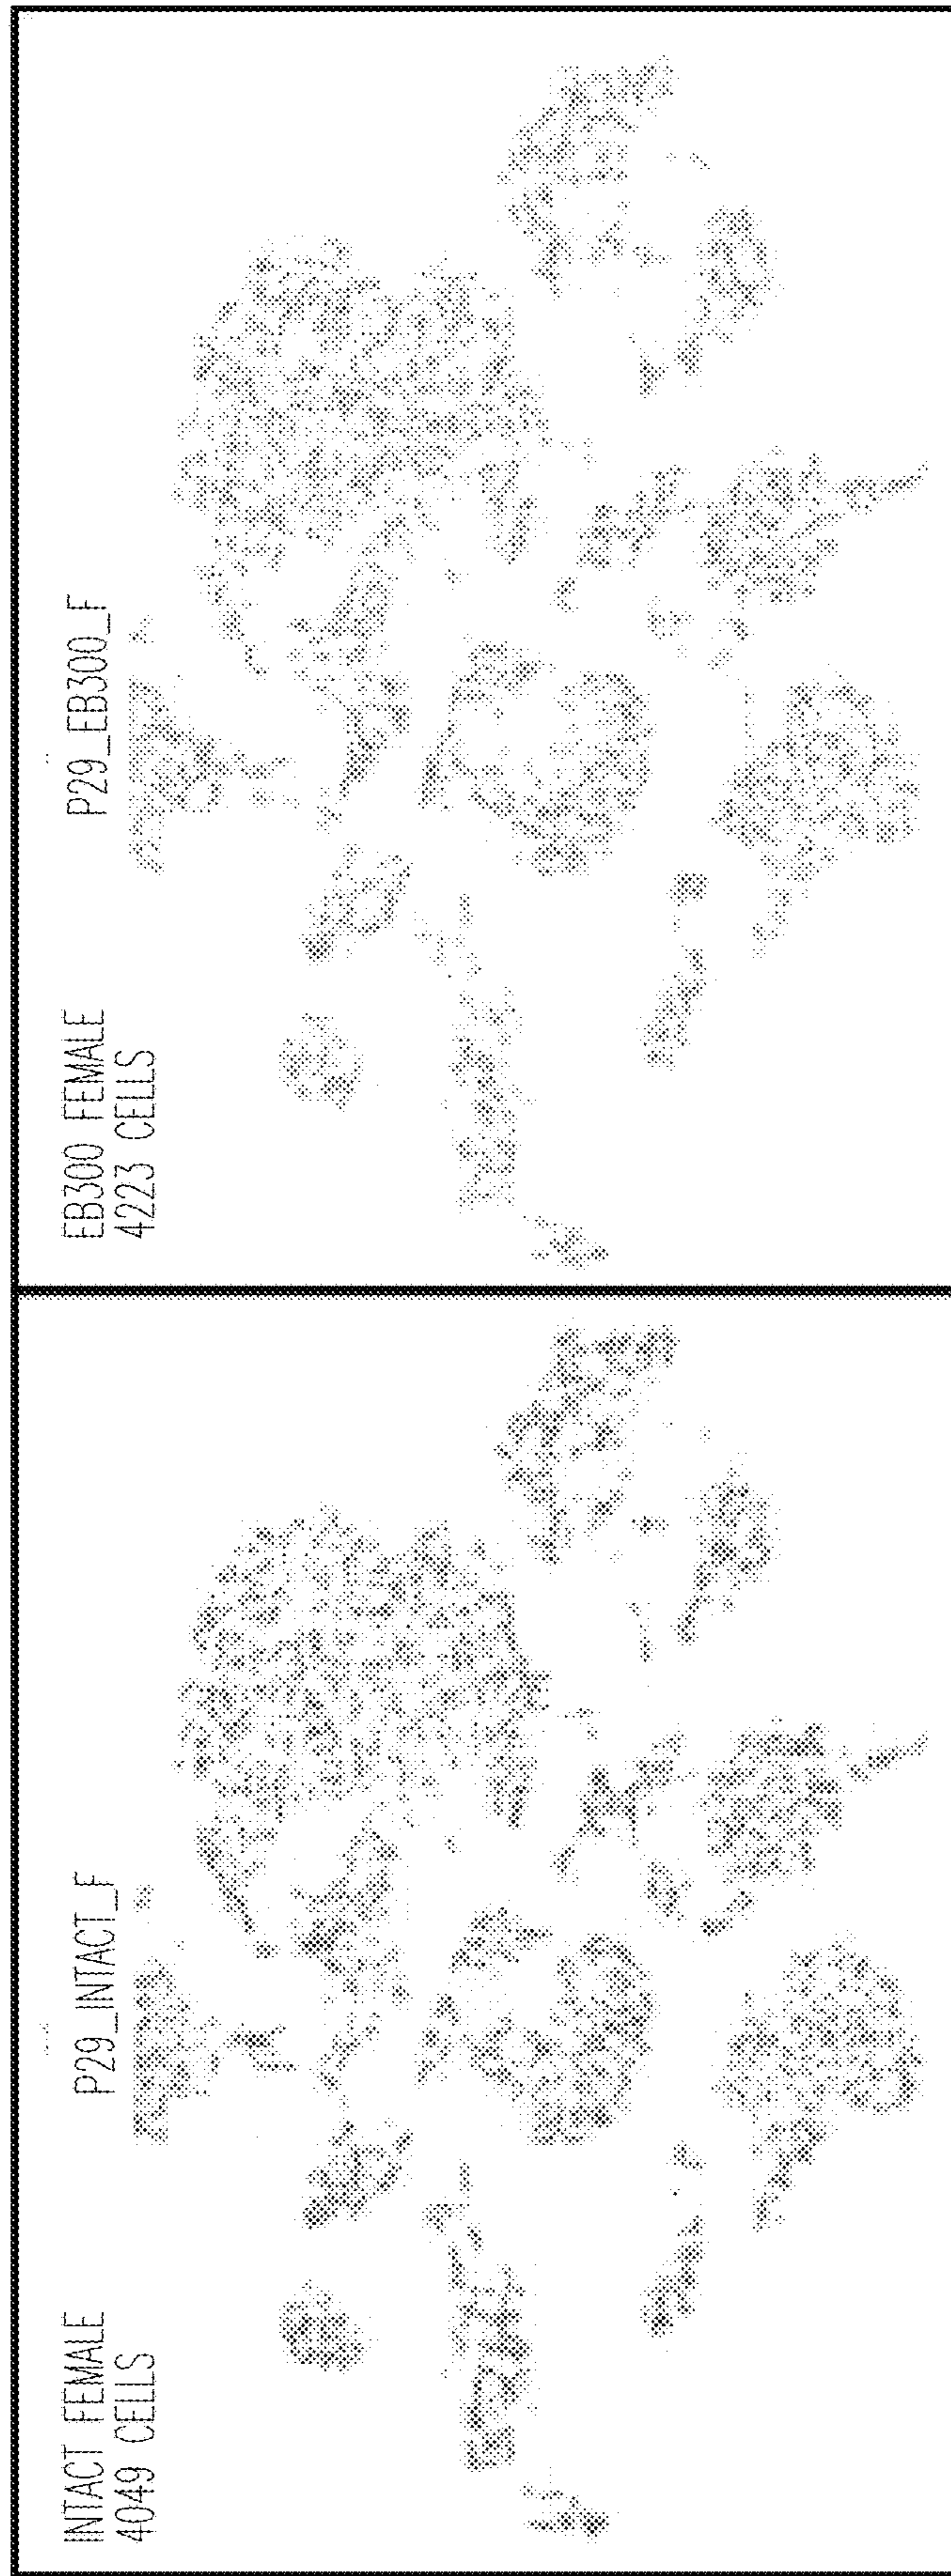 INTACT FEMALE
4049 CELLS
P29_INTACT_F
EB300 FEMALE
4223 CELLS
P29_EB300_F